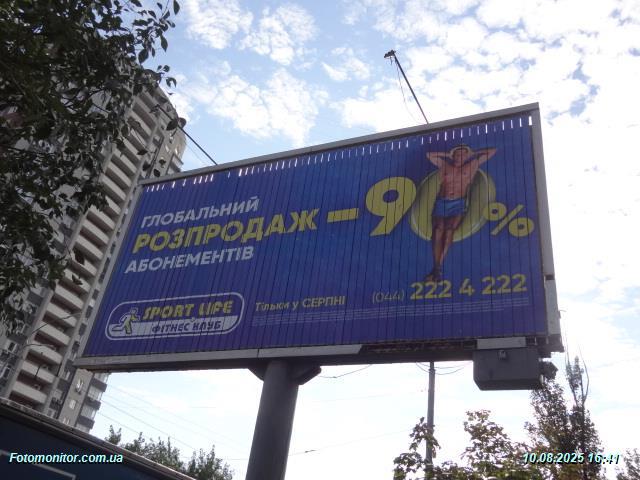 ГЛОБАЛЬНИЙ
РОЗПРОДАЖ -90%
АБОНЕМЕНТІВ
SPORT LIFE
ФІТНЕС КЛУБ
Тільки у СЕРПНІ
(044) 222 4 222
Fotomonitor.com.ua
10.08.2025 16:41